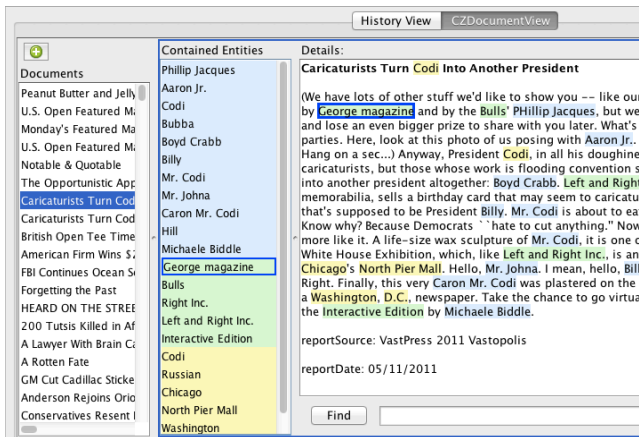 History View
CZDocumentView
Documents
Peanut Butter and Jelly
U.S. Open Featured Ma
Monday's Featured Ma
U.S. Open Featured Ma
Notable & Quotable
The Opportunistic App
Caricaturists Turn Cod
Caricaturists Turn Cod
British Open Tee Time
American Firm Wins $2
FBI Continues Ocean Se
Forgetting the Past
HEARD ON THE STREE
200 Tutsis Killed in Af
A Lawyer With Brain Ca
A Rotten Fate
GM Cut Cadillac Sticke
Anderson Rejoins Orio
Conservatives Resent I
Contained Entities
Phillip Jacques
Aaron Jr.
Codi
Bubba
Boyd Crabb
Billy
Mr. Codi
Mr. Johna
Caron Mr. Codi
Hill
Michaele Biddle
George magazine
Bulls
Right Inc.
Left and Right Inc.
Interactive Edition
Codi
Russian
Chicago
North Pier Mall
Washington
Details:
Caricaturists Turn Codi Into Another President
(We have lots of other stuff we'd like to show you -- like our
by George magazine and by the Bulls' PHillip Jacques, but we
and lose an even bigger prize to share with you later. What's
parties. Here, look at this photo of us posing with Aaron Jr..
Hang on a sec...) Anyway, President Codi, in all his doughine
caricaturists, but those whose work is flooding convention s
into another president altogether: Boyd Crabb. Left and Right
memorabilia, sells a birthday card that may seem to caricatu
that's supposed to be President Billy. Mr. Codi is about to ea
Know why? Because Democrats ``hate to cut anything.'' Now
more like it. A life-size wax sculpture of Mr. Codi, it is one o
White House Exhibition, which, like Left and Right Inc., is an
Chicago's North Pier Mall. Hello, Mr. Johna. I mean, hello, Bill
Right. Finally, this very Caron Mr. Codi was plastered on the
a Washington, D.C., newspaper. Take the chance to go virtua
the Interactive Edition by Michaele Biddle.
reportSource: VastPress 2011 Vastopolis
reportDate: 05/11/2011
Find